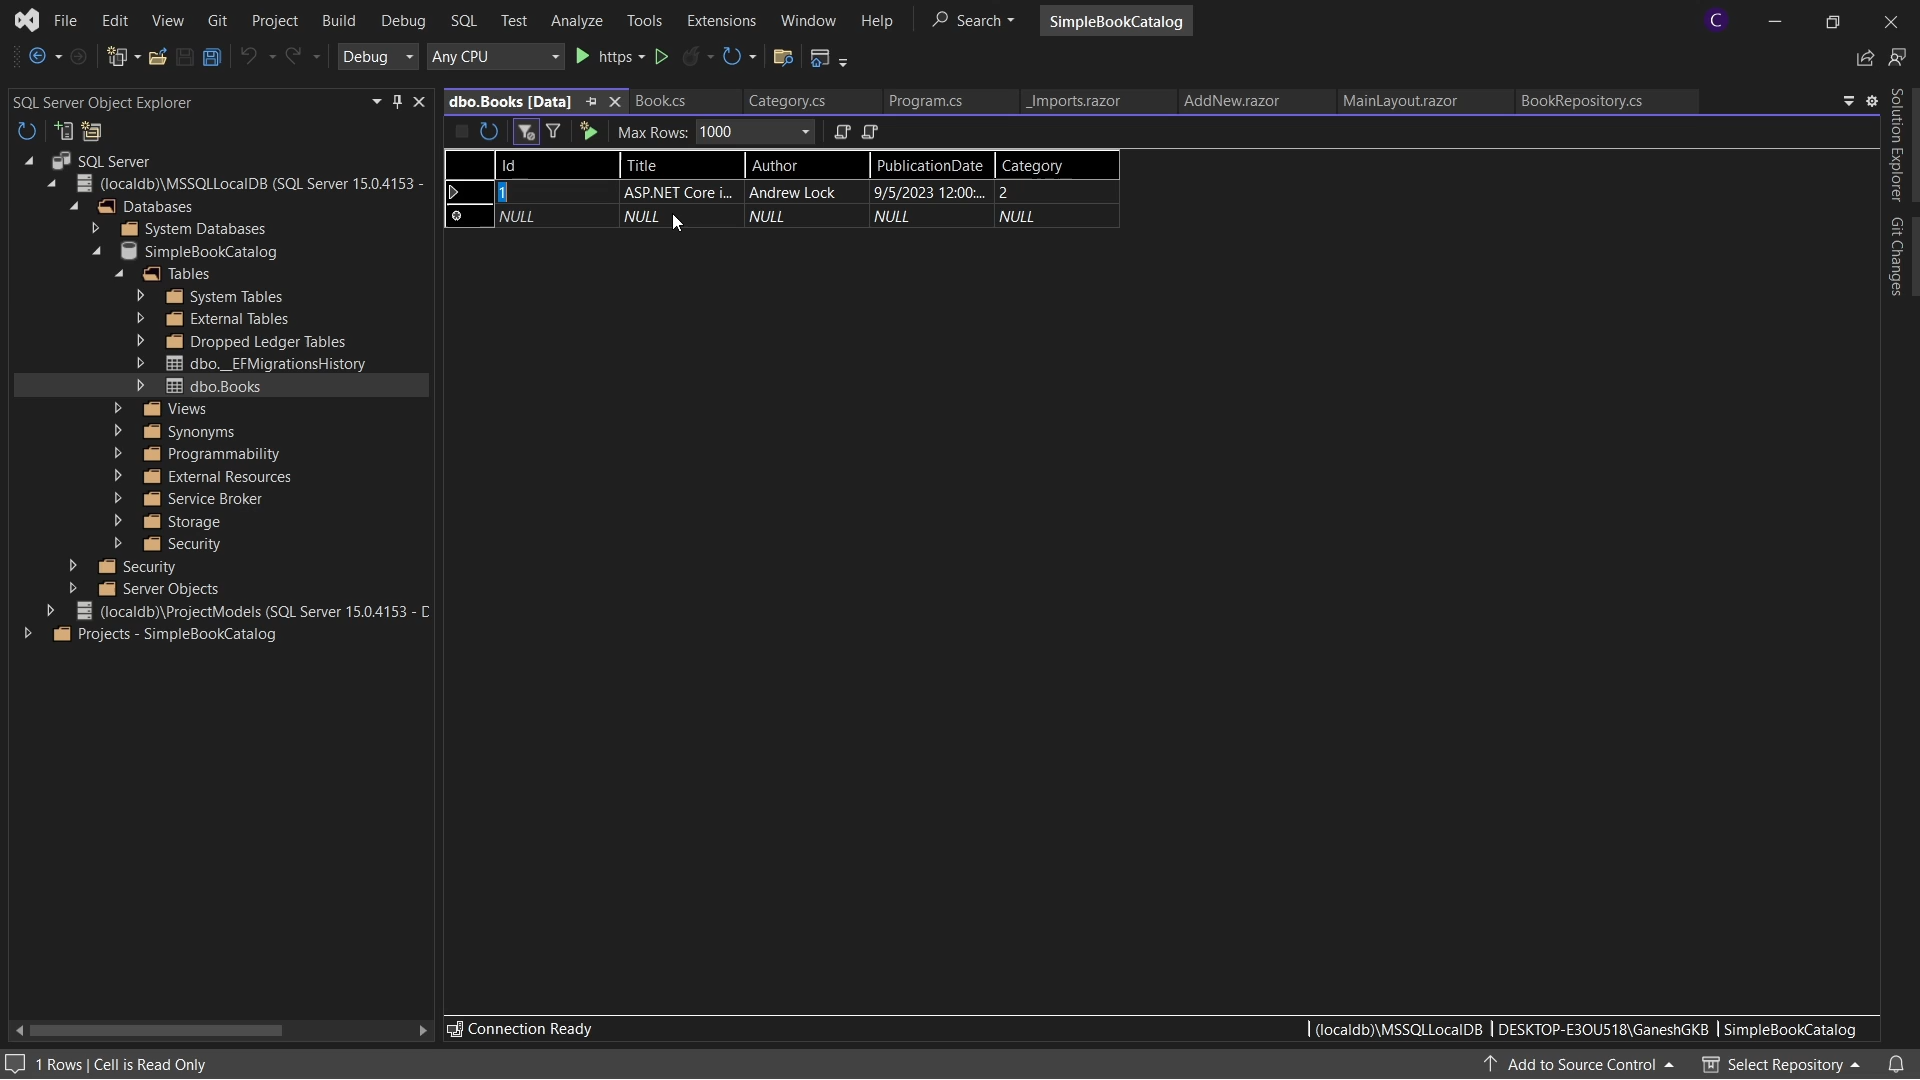 File Edit View Git Project Build Debug SQL Test Analyze Tools Extensions Window Help Search SimpleBookCatalog C
Debug Any CPU https
SQL Server Object Explorer
dbo.Books [Data] Book.cs Category.cs Program.cs _Imports.razor AddNew.razor MainLayout.razor BookRepository.cs
Max Rows: 1000
SQL Server
(localdb)\MSSQLLocalDB (SQL Server 15.0.4153 -
Databases
System Databases
SimpleBookCatalog
Tables
System Tables
External Tables
Dropped Ledger Tables
dbo.__EFMigrationsHistory
dbo.Books
Views
Synonyms
Programmability
External Resources
Service Broker
Storage
Security
Security
Server Objects
(localdb)\ProjectModels (SQL Server 15.0.4153 - D
Projects - SimpleBookCatalog
Id Title Author PublicationDate Category
1 ASP.NET Core i... Andrew Lock 9/5/2023 12:00:... 2
NULL NULL NULL NULL NULL
Solution Explorer
Git Changes
Connection Ready (localdb)\MSSQLLocalDB DESKTOP-E3OU518\GaneshGKB SimpleBookCatalog
1 Rows | Cell is Read Only Add to Source Control Select Repository